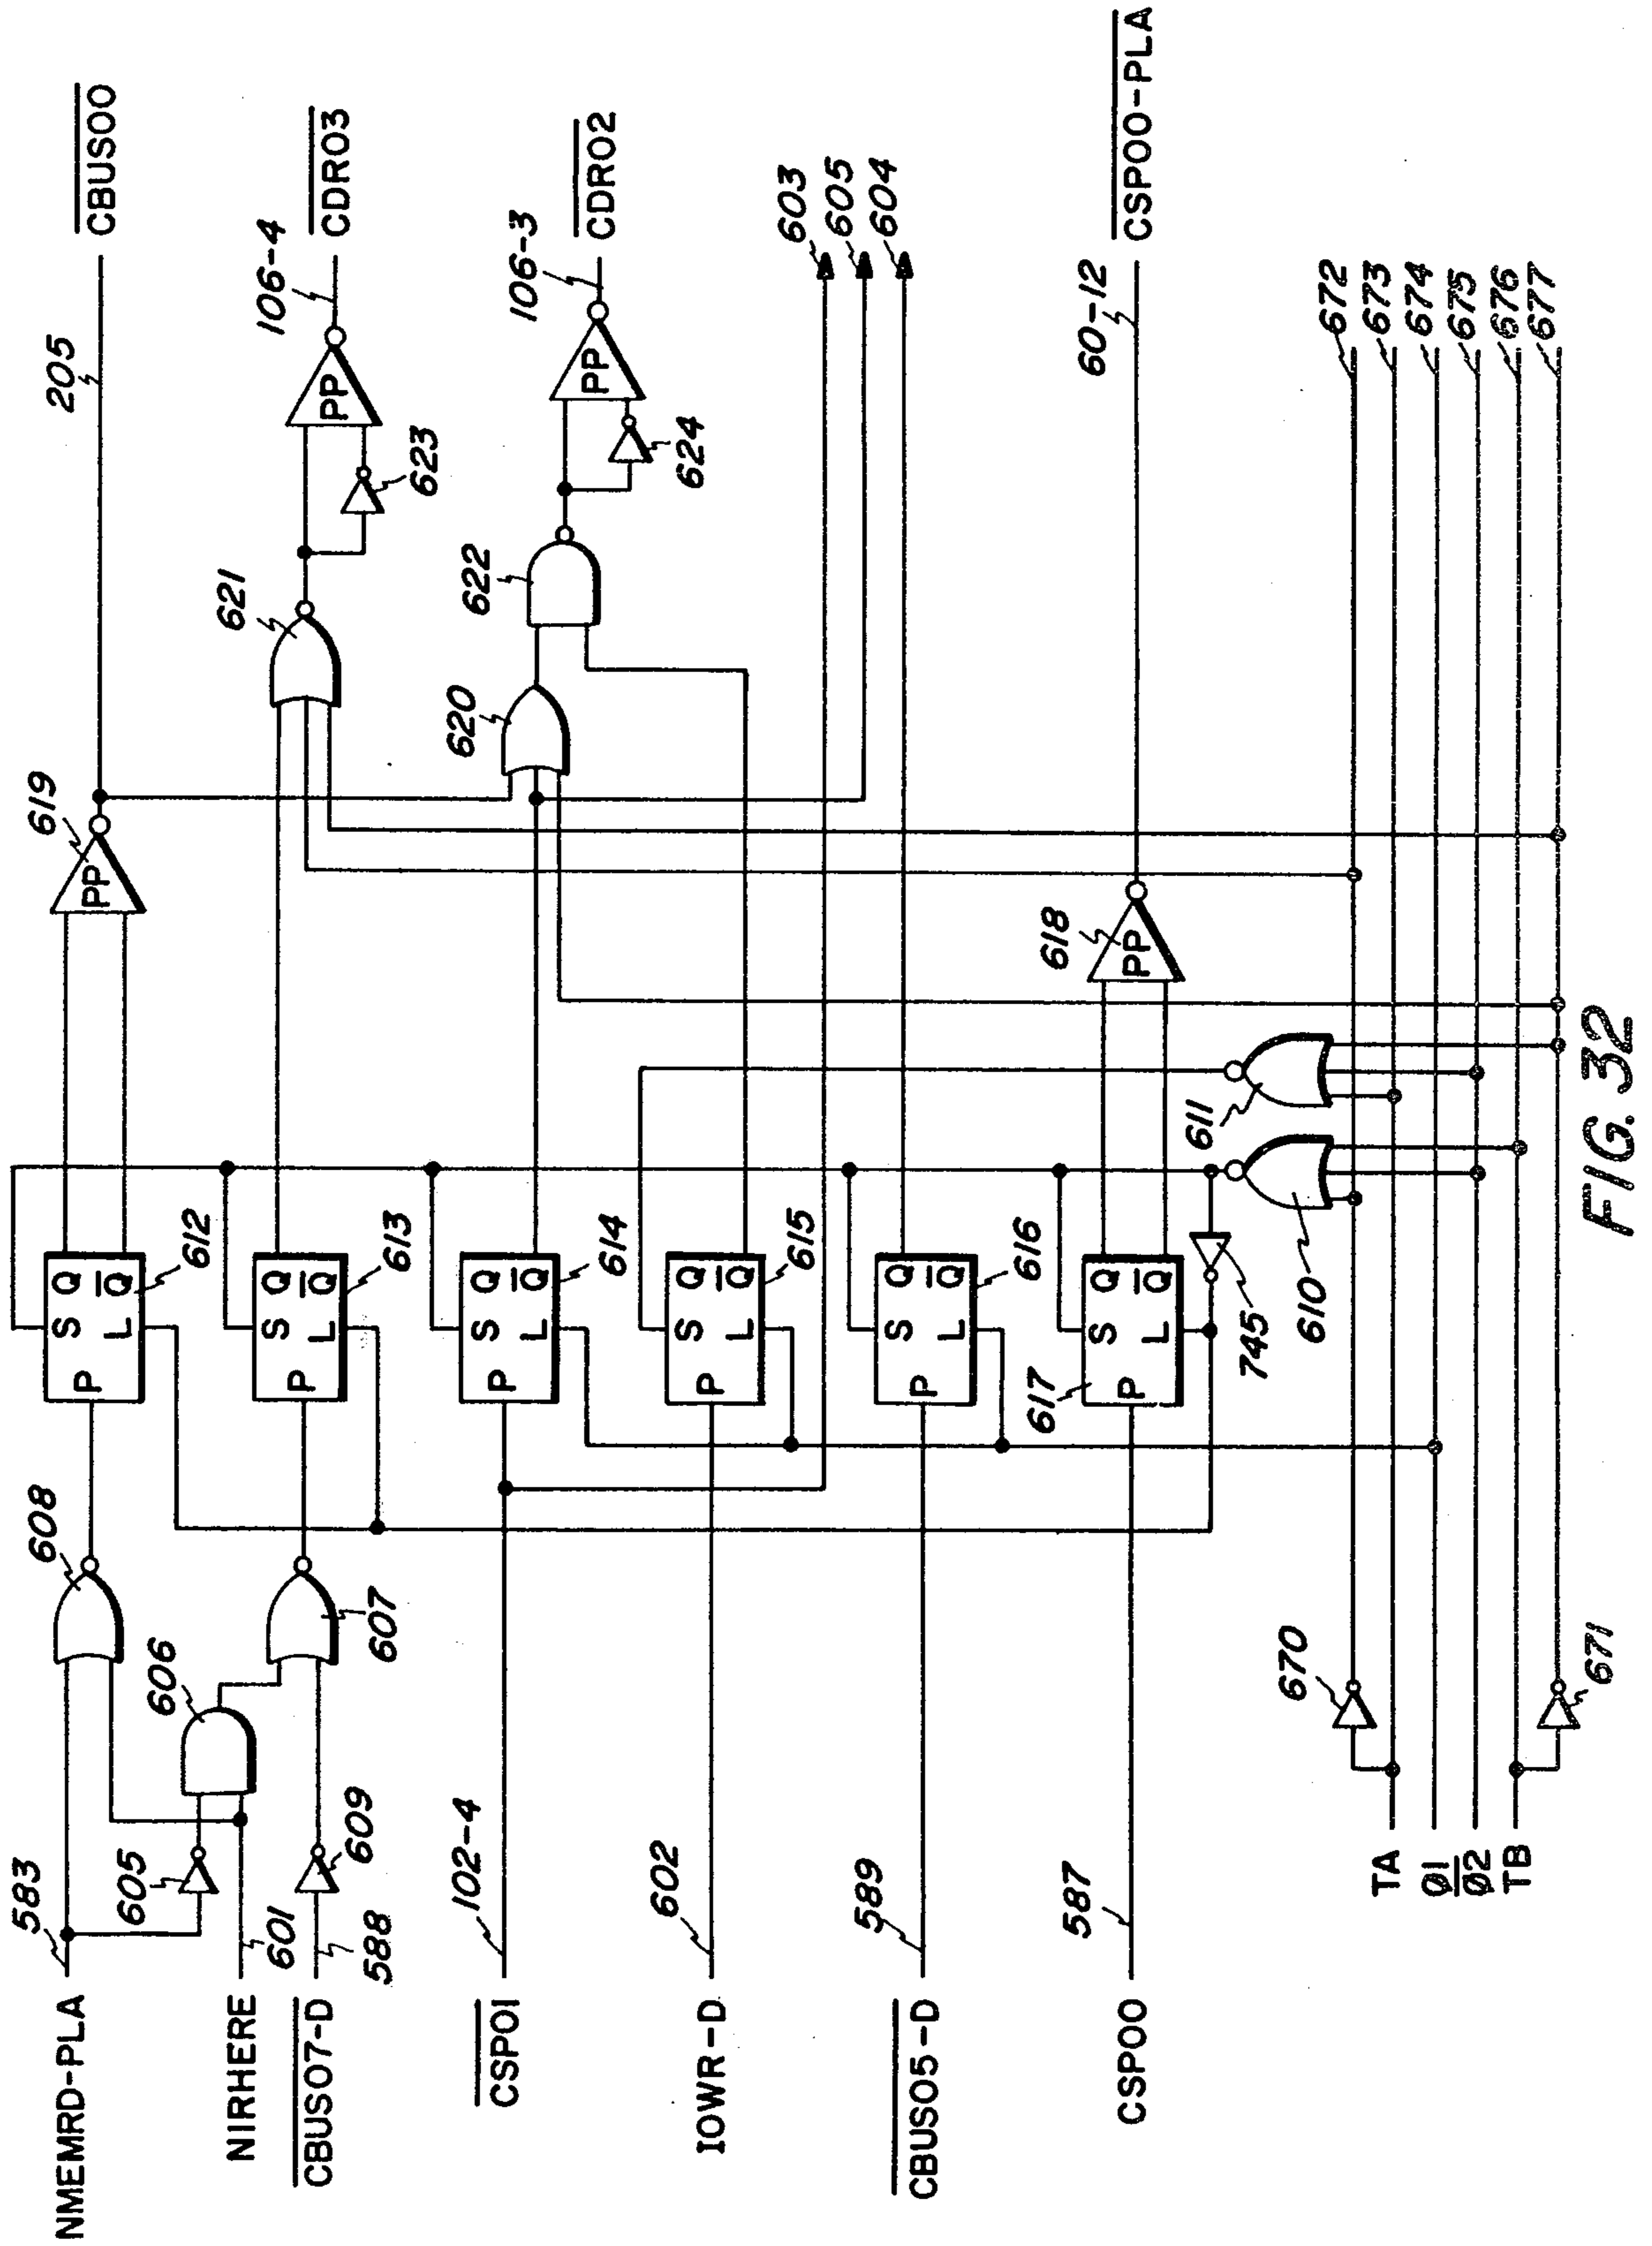 NMEMRD-PLA
583
605
NIRHERE
601
CBUS07-D
588
609
606
608
607
P
S
L
Q
Q
612
PP
619
205
CBUS00
P
S
L
Q
Q
613
621
623
PP
106-4
CDR03
CSP01
102-4
P
S
L
Q
Q
614
620
622
624
PP
106-3
CDR02
IOWR-D
602
P
S
L
Q
Q
615
603
605
604
CBUS05-D
589
P
S
L
Q
Q
616
CSP00
587
617
P
S
L
Q
Q
745
618
PP
60-12
CSP00-PLA
610
611
TA
Ø1
Ø2
TB
670
671
672
673
674
675
676
677
FIG. 32